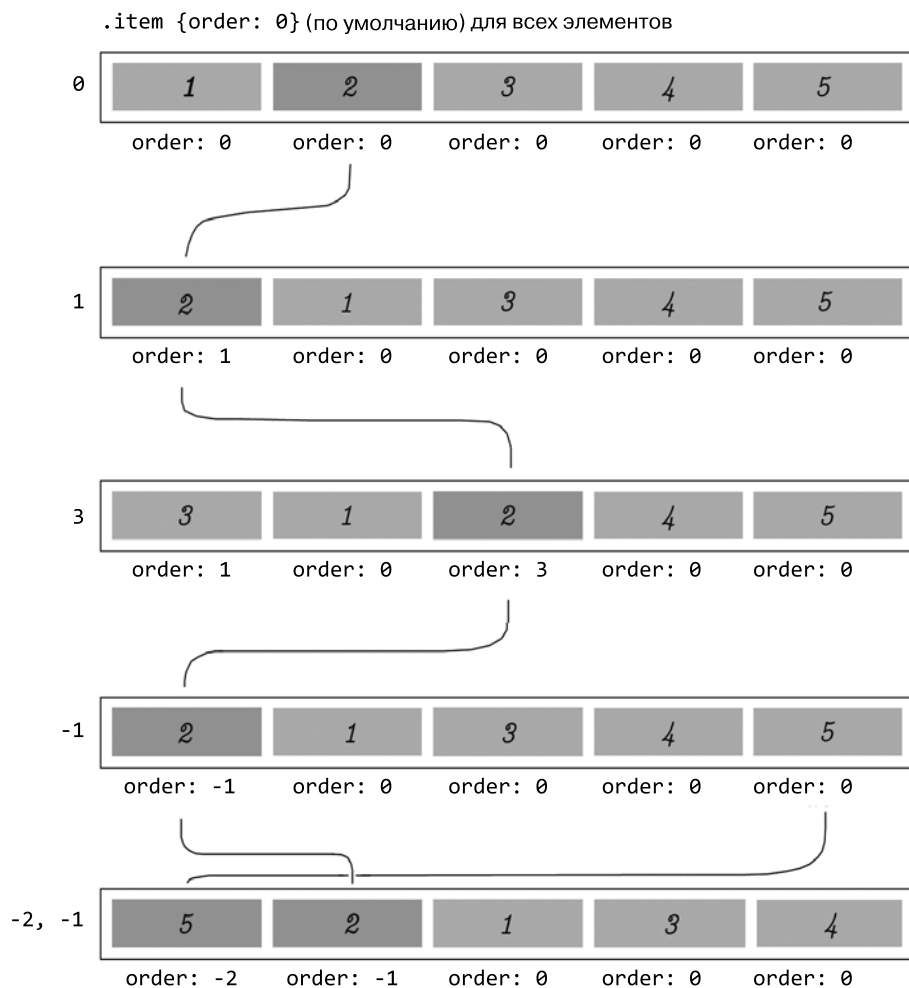 .item {order: 0} (по умолчанию) для всех элементов
0 1 2 3 4 5
order: 0 order: 0 order: 0 order: 0 order: 0
1 2 1 3 4 5
order: 1 order: 0 order: 0 order: 0 order: 0
3 3 1 2 4 5
order: 1 order: 0 order: 3 order: 0 order: 0
-1 2 1 3 4 5
order: -1 order: 0 order: 0 order: 0 order: 0
-2, -1 5 2 1 3 4
order: -2 order: -1 order: 0 order: 0 order: 0